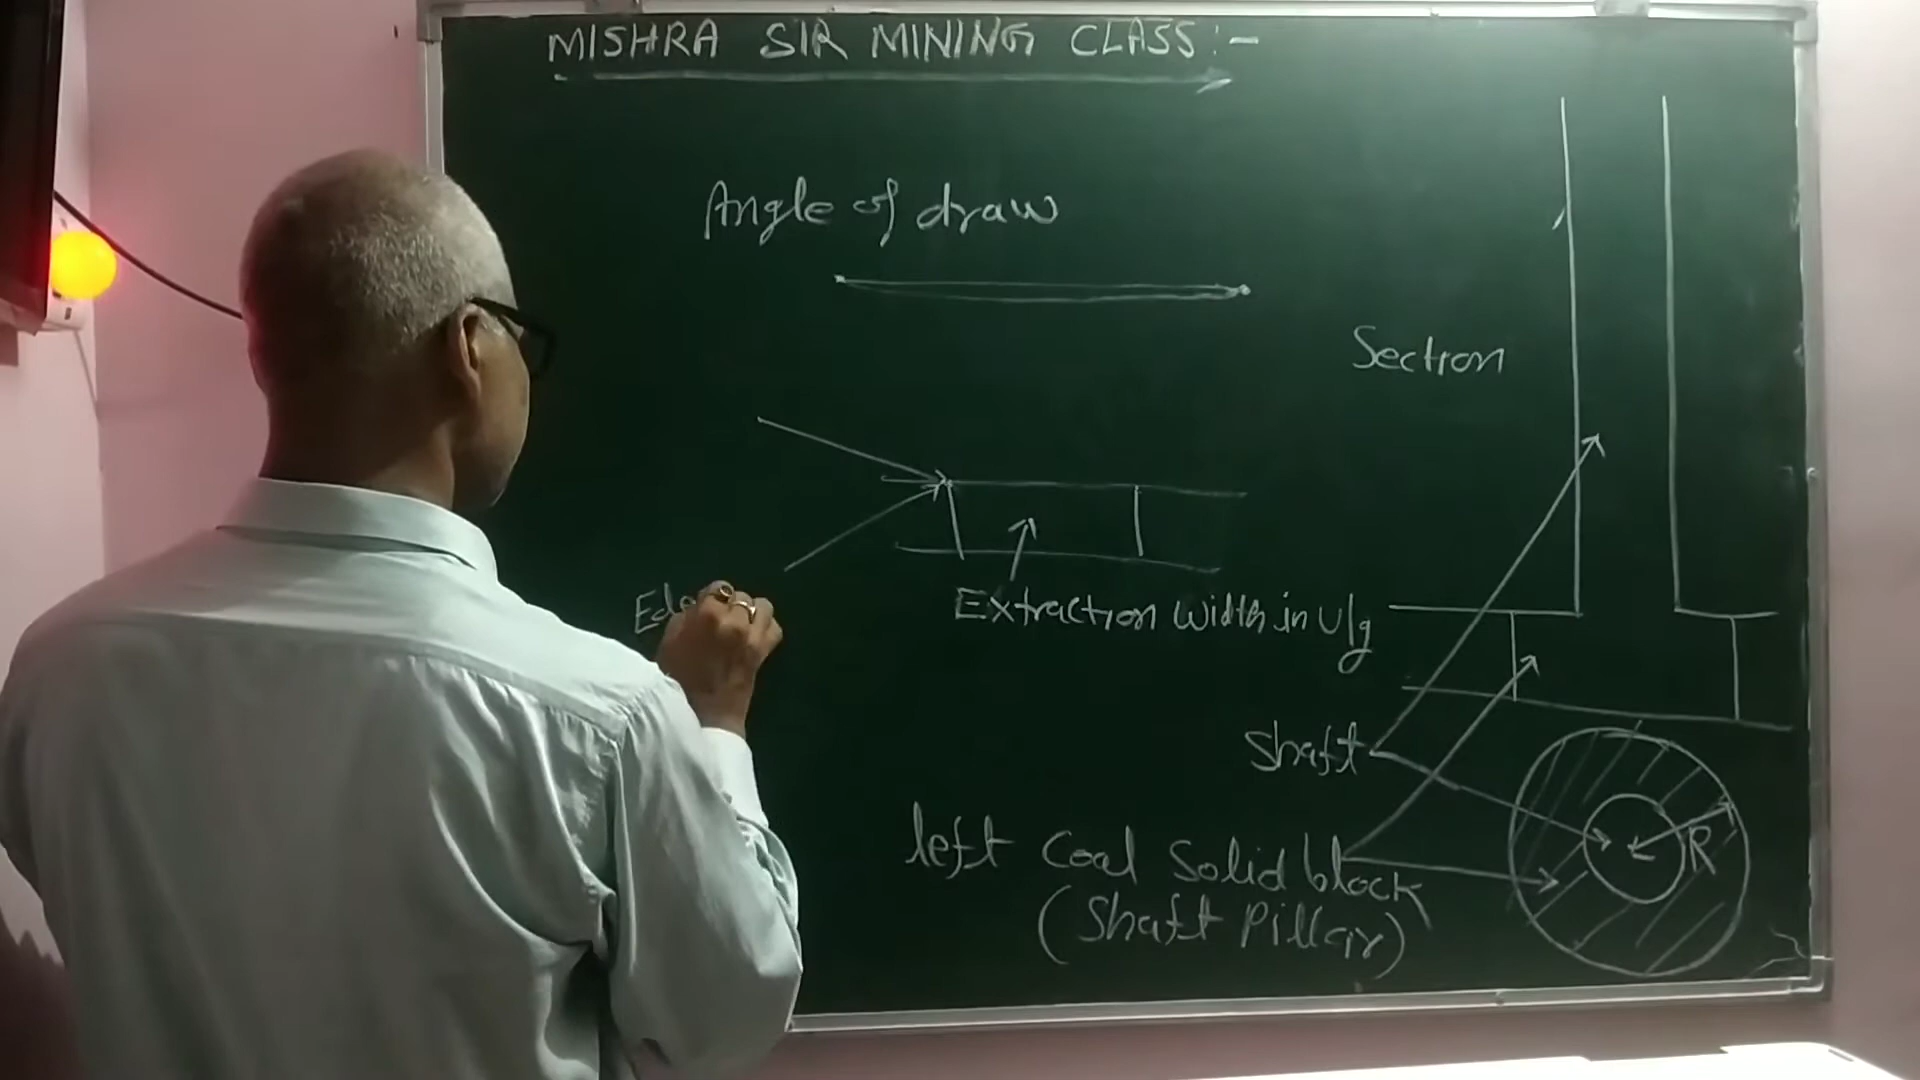 MISHRA SIR MINING CLASS:-
Angle of draw
Section
Extraction width in U/g
Shaft
R
left Coal Solid block
(Shaft Pillar)